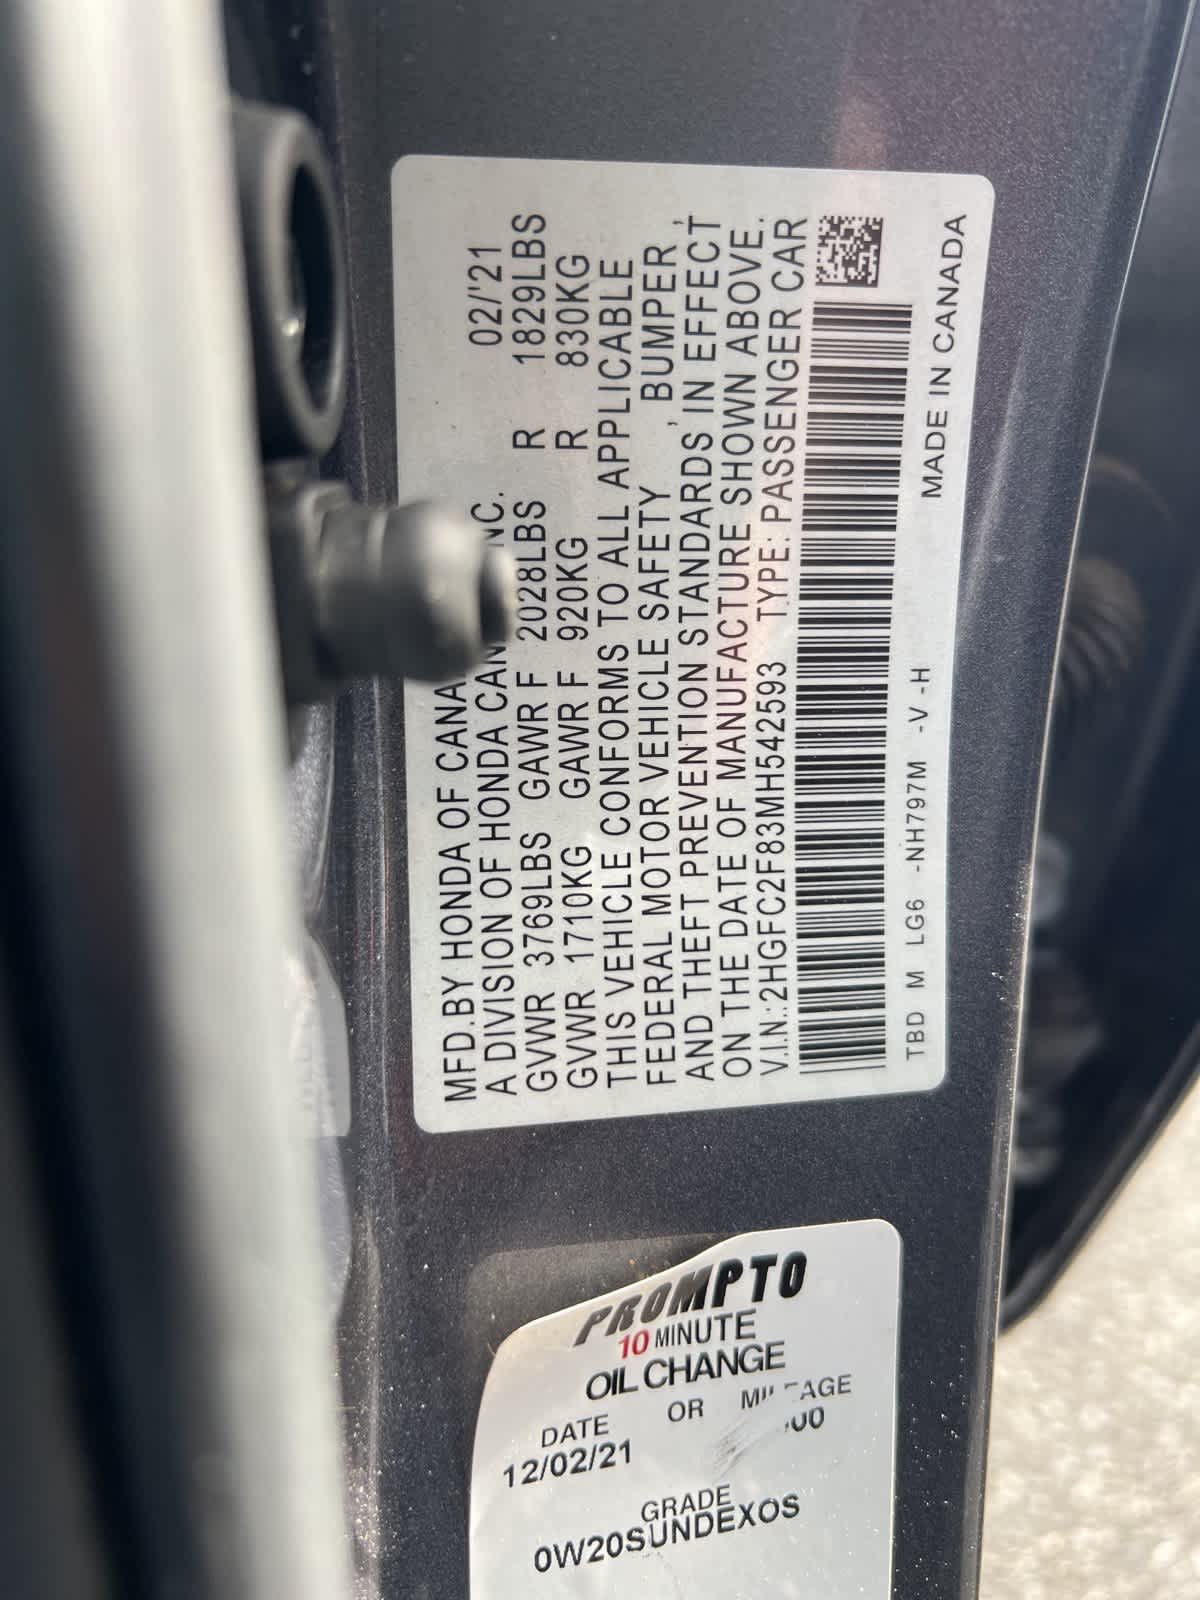 MFD.BY HONDA OF 02/'21
A DIVISION OF HONDA
GVWR 3769LBS GAWR F 2028LBS R 1829LBS
GVWR 1710KG GAWR F 920KG R 830KG
THIS VEHICLE CONFORMS TO ALL APPLICABLE
FEDERAL MOTOR VEHICLE SAFETY , BUMPER ,
AND THEFT PREVENTION STANDARDS IN EFFECT
ON THE DATE OF MANUFACTURE SHOWN ABOVE.
V.I.N.:2HGFC2F83MH542593 TYPE: PASSENGER CAR
TBD M LG6 -NH797M -V -H MADE IN CANADA
PROMPTO
10 MINUTE
OIL CHANGE
DATE OR
12/02/21
GRADE
0W20SUNDEXOS